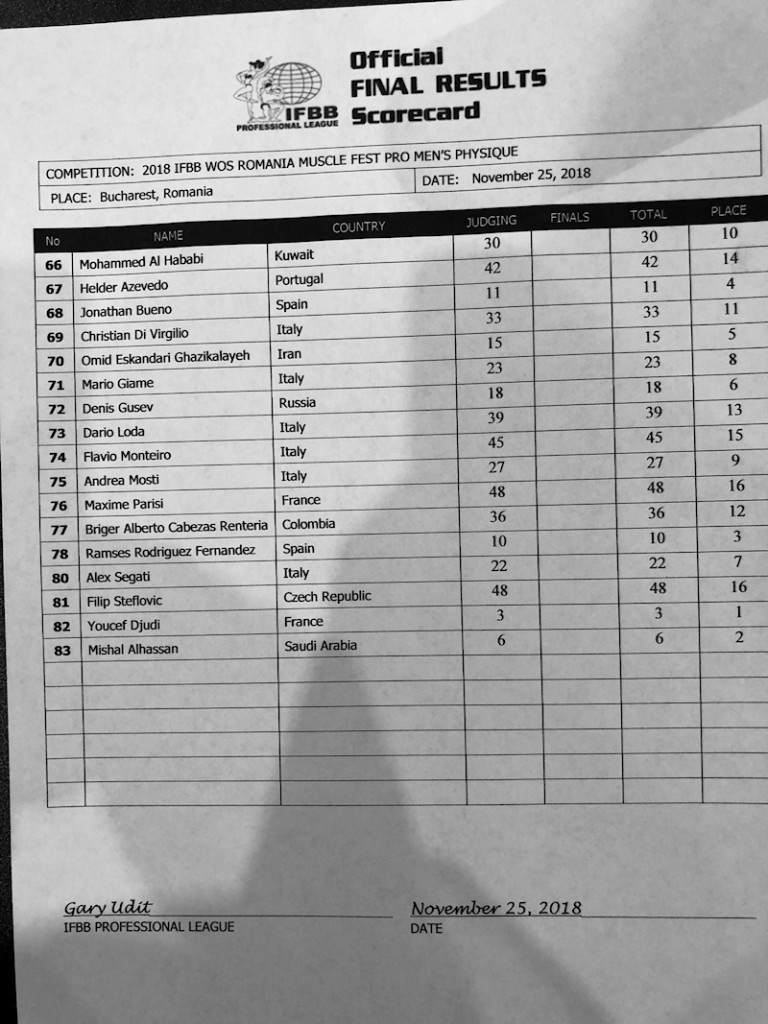 Official
FINAL RESULTS
Scorecard
IFBB
PROFESSIONAL LEAGUE
COMPETITION: 2018 IFBB WOS ROMANIA MUSCLE FEST PRO MEN'S PHYSIQUE
PLACE: Bucharest, Romania DATE: November 25, 2018
No NAME COUNTRY JUDGING FINALS TOTAL PLACE
66 Mohammed Al Hababi Kuwait 30 30 10
67 Helder Azevedo Portugal 42 42 14
68 Jonathan Bueno Spain 11 11 4
69 Christian Di Virgilio Italy 33 33 11
70 Omid Eskandari Ghazikalayeh Iran 15 15 5
71 Mario Giame Italy 23 23 8
72 Denis Gusev Russia 18 18 6
73 Dario Loda Italy 39 39 13
74 Flavio Monteiro Italy 45 45 15
75 Andrea Mosti Italy 27 27 9
76 Maxime Parisi France 48 48 16
77 Briger Alberto Cabezas Renteria Colombia 36 36 12
78 Ramses Rodriguez Fernandez Spain 10 10 3
80 Alex Segati Italy 22 22 7
81 Filip Steflovic Czech Republic 48 48 16
82 Youcef Djudi France 3 3 1
83 Mishal Alhassan Saudi Arabia 6 6 2
Gary Udit November 25, 2018
IFBB PROFESSIONAL LEAGUE DATE